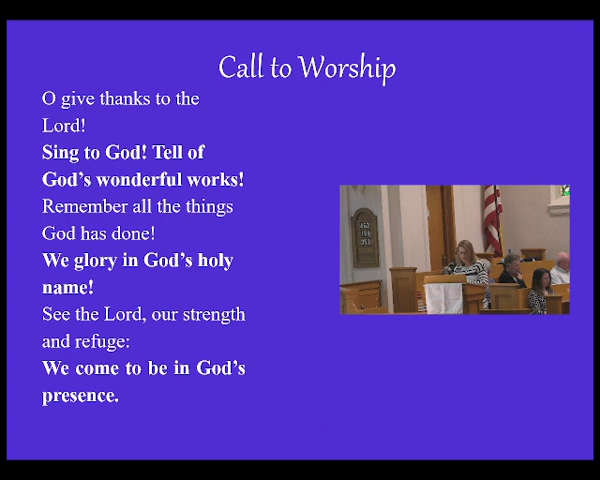 Call to Worship
O give thanks to the
Lord!
Sing to God! Tell of
God's wonderful works!
Remember all the things
God has done!
We glory in God's holy
name!
See the Lord, our strength
and refuge:
We come to be in God's
presence.